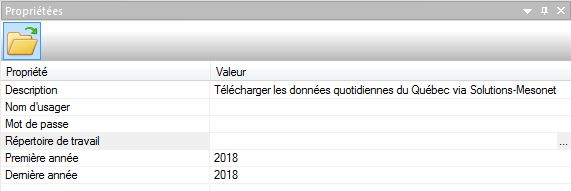 Propriétées
Propriété Valeur
Description Télécharger les données quotidiennes du Québec via Solutions-Mesonet
Nom d'usager
Mot de passe
Répertoire de travail ...
Première année 2018
Dernière année 2018